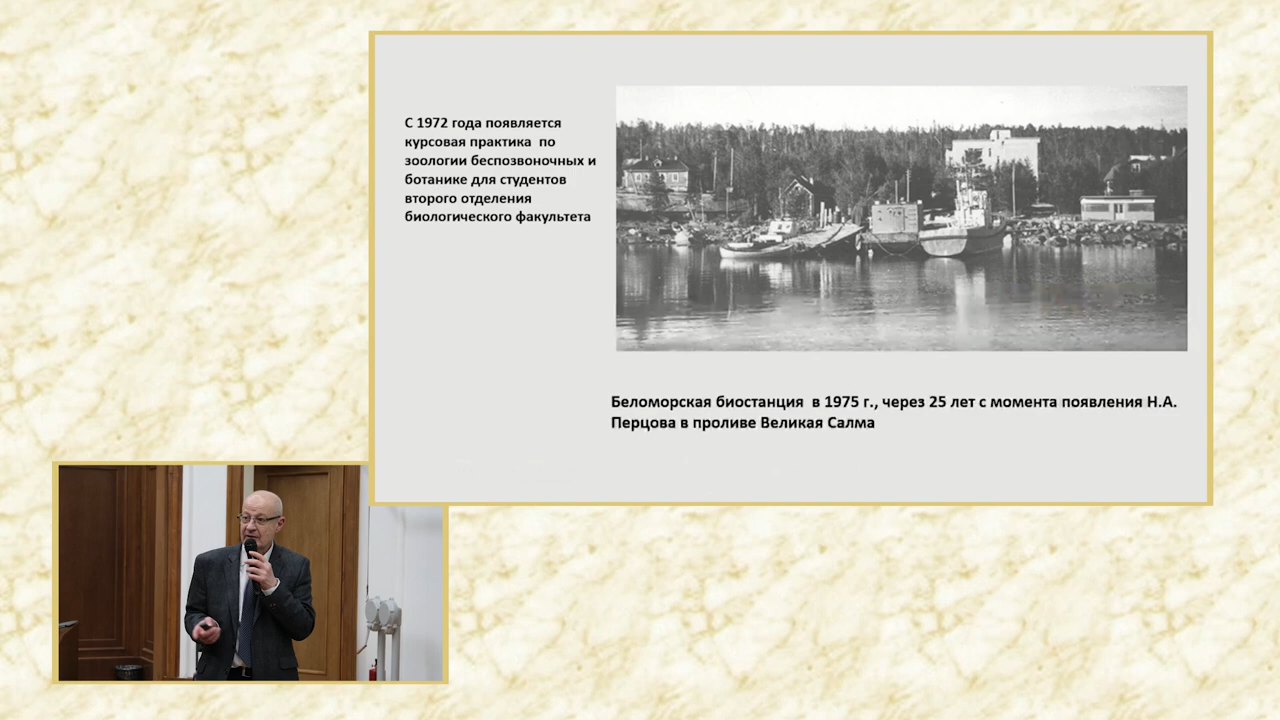 С 1972 года появляется
курсовая практика по
зоологии беспозвоночных и
ботанике для студентов
второго отделения
биологического факультета
Беломорская биостанция в 1975 г., через 25 лет с момента появления Н.А.
Перцова в проливе Великая Салма